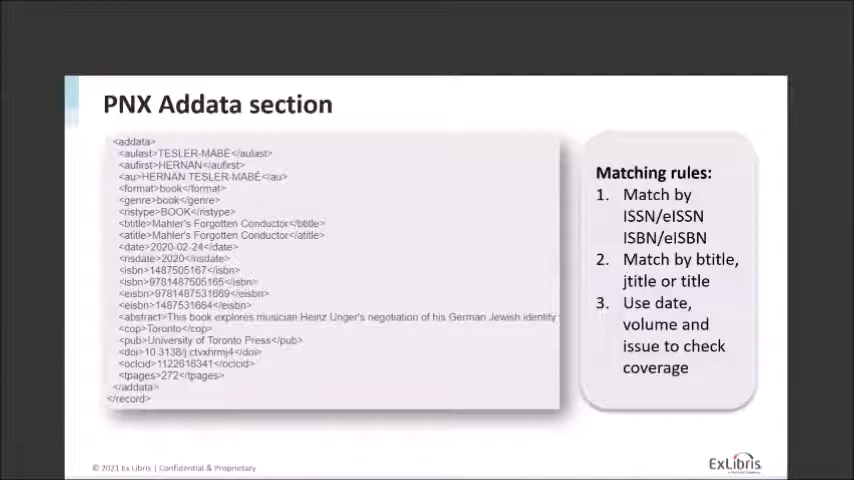 PNX Addata section
<addata>
<aulast>TESLER-MABÉ</aulast>
<aufirst>HERNAN</aufirst>
<au>HERNAN TESLER-MABÉ</au>
<format>book</format>
<genre>book</genre>
<ristype>BOOK</ristype>
<btitle>Mahler's Forgotten Conductor</btitle>
<atitle>Mahler's Forgotten Conductor</atitle>
<date>2020-02-24</date>
<risdate>2020</risdate>
<isbn>1487505167</isbn>
<isbn>9781487505165</isbn>
<eisbn>9781487531669</eisbn>
<eisbn>1487531664</eisbn>
<abstract>This book explores musician Heinz Unger's negotiation of his German Jewish identity
<cop>Toronto</cop>
<pub>University of Toronto Press</pub>
<doi>10.3138/j.ctvxhrmj4</doi>
<oclcid>1122616341</oclcid>
<tpages>272</tpages>
</addata>
</record>
Matching rules:
1. Match by
ISSN/eISSN
ISBN/eISBN
2. Match by btitle,
jtitle or title
3. Use date,
volume and
issue to check
coverage
© 2021 Ex Libris | Confidential & Proprietary
ExLibris